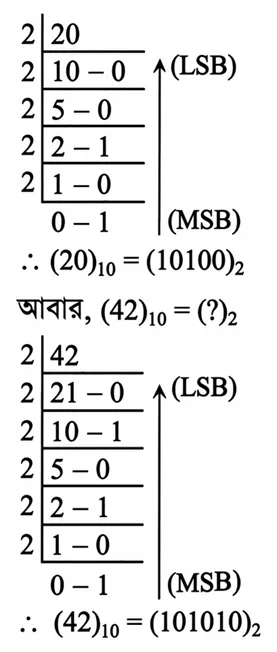 2 20
2 10 – 0 (LSB)
2 5 – 0
2 2 – 1
2 1 – 0
0 – 1 (MSB)
∴ (20)₁₀ = (10100)₂
আবার, (42)₁₀ = (?)₂
2 42
2 21 – 0 (LSB)
2 10 – 1
2 5 – 0
2 2 – 1
2 1 – 0
0 – 1 (MSB)
∴ (42)₁₀ = (101010)₂